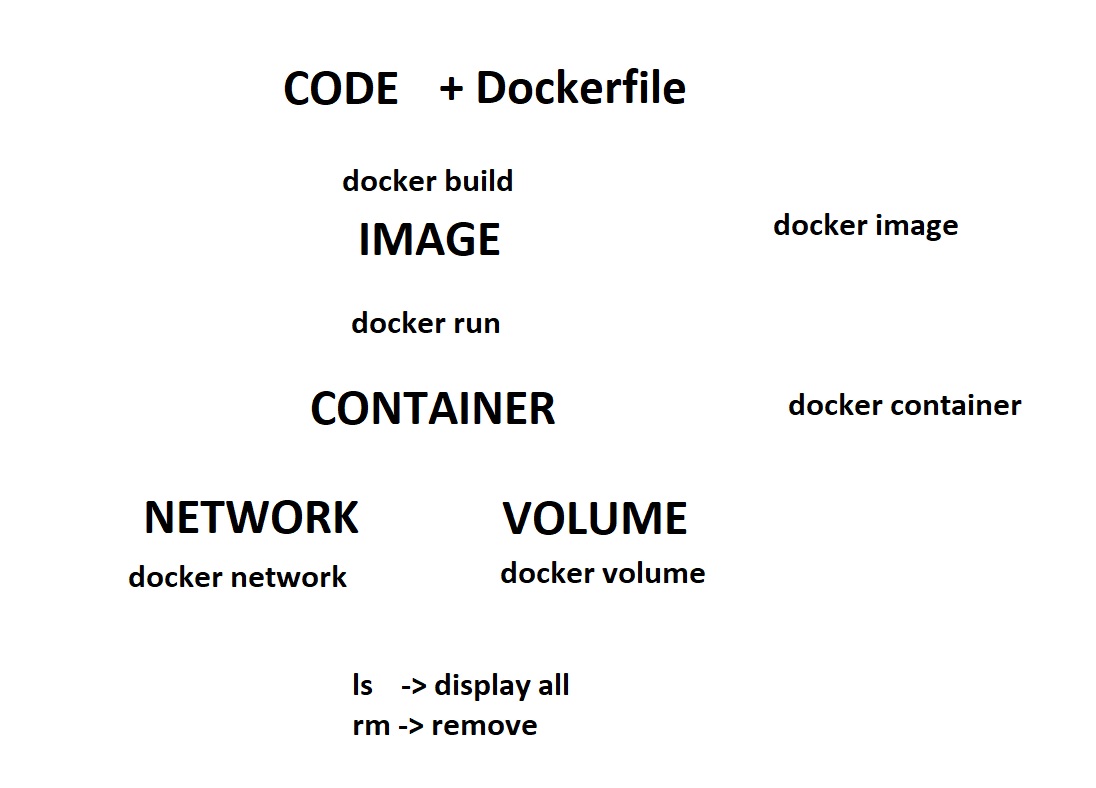 CODE + Dockerfile
docker build
docker image
IMAGE
docker run
CONTAINER
docker container
NETWORK
VOLUME
docker network
docker volume
ls -> display all
rm -> remove